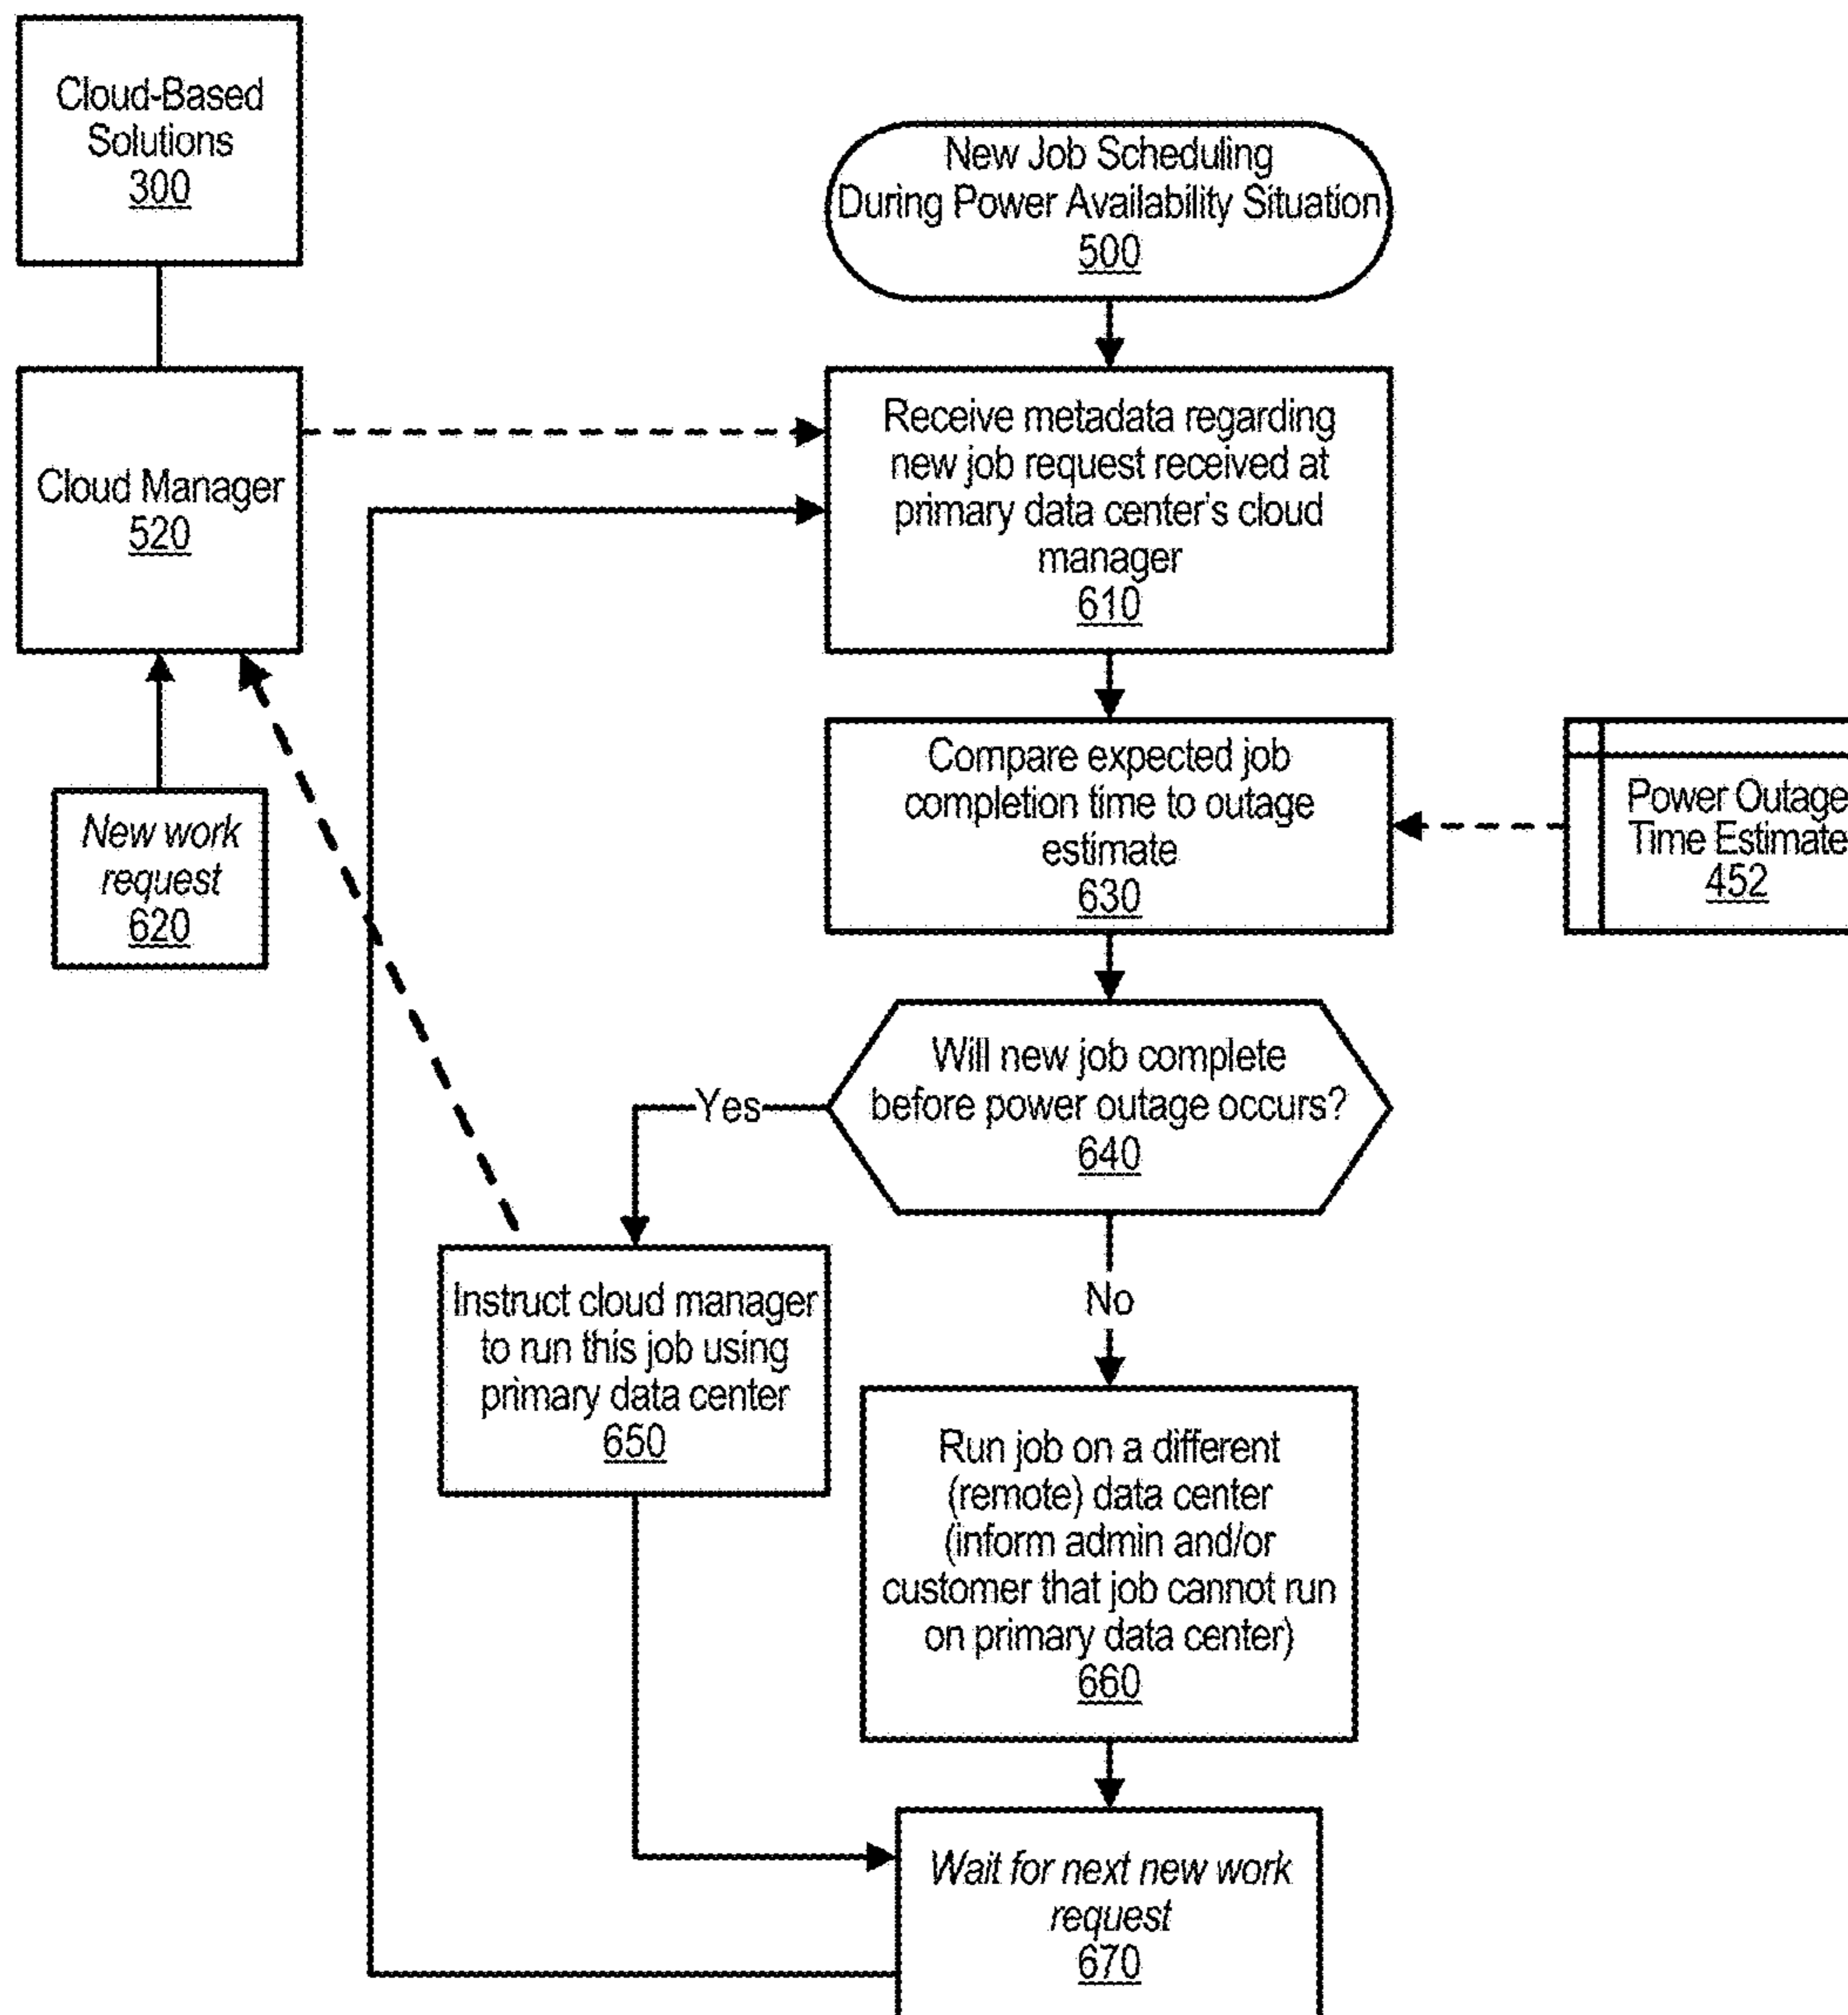 Cloud-Based
Solutions
300
New Job Scheduling
During Power Availability Situation
500
Cloud Manager
520
Receive metadata regarding
new job request received at
primary data center's cloud
manager
610
New work
request
620
Compare expected job
completion time to outage
estimate
630
Power Outage
Time Estimate
452
Will new job complete
before power outage occurs?
640
Yes
No
Instruct cloud manager
to run this job using
primary data center
650
Run job on a different
(remote) data center
(inform admin and/or
customer that job cannot run
on primary data center)
660
Wait for next new work
request
670